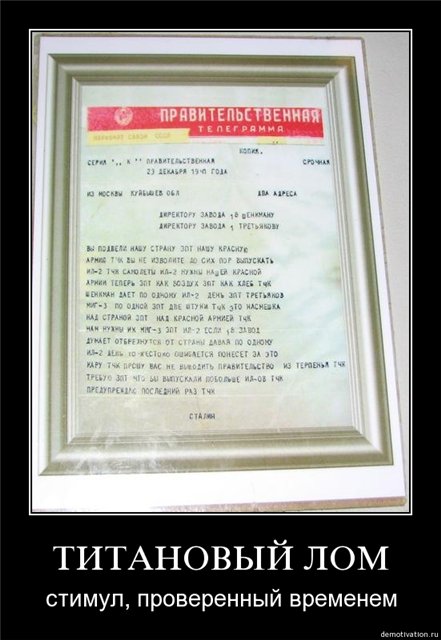 ПРАВИТЕЛЬСТВЕННАЯ
ТЕЛЕГРАММА
КОПИЯ.
СЕРИЯ ",, К " ПРАВИТЕЛЬСТВЕННАЯ СРОЧНАЯ
23 ДЕКАБРЯ 1941 ГОДА
ИЗ МОСКВЫ КУЙБЫШЕВ ОБЛ ДВА АДРЕСА
ДИРЕКТОРУ ЗАВОДА 18 ШЕНКМАНУ
ДИРЕКТОРУ ЗАВОДА 1 ТРЕТЬЯКОВУ
ВЫ ПОДВЕЛИ НАШУ СТРАНУ ЗПТ НАШУ КРАСНУЮ
АРМИЮ ТЧК ВЫ НЕ ИЗВОЛИТЕ ДО СИХ ПОР ВЫПУСКАТЬ
ИЛ-2 ТЧК САМОЛЕТЫ ИЛ-2 НУЖНЫ НАШЕЙ КРАСНОЙ
АРМИИ ТЕПЕРЬ ЗПТ КАК ВОЗДУХ ЗПТ КАК ХЛЕБ ТЧК
ШЕНКМАН ДАЕТ ПО ОДНОМУ ИЛ-2 ДЕНЬ ЗПТ ТРЕТЬЯКОВ
МИГ-3 ПО ОДНОЙ ЗПТ ДВЕ ШТУКИ ТЧК ЭТО НАСМЕШКА
НАД СТРАНОЙ ЗПТ НАД КРАСНОЙ АРМИЕЙ ТЧК
НАМ НУЖНЫ НЕ МИГ-3 ЗПТ ИЛ-2 ЕСЛИ 18 ЗАВОД
ДУМАЕТ ОТБРЕХНУТСЯ ОТ СТРАНЫ ДАВАЯ ПО ОДНОМУ
ИЛ-2 ДЕНЬ ТО ЖЕСТОКО ОШИБАЕТСЯ ПОНЕСЕТ ЗА ЭТО
КАРУ ТЧК ПРОШУ ВАС НЕ ВЫВОДИТЬ ПРАВИТЕЛЬСТВО ИЗ ТЕРПЕНЬЯ ТЧК
ТРЕБУЮ ЗПТ ЧТО БЫ ВЫПУСКАЛИ ПОБОЛЬШЕ ИЛ-ОВ ТЧК
ПРЕДУПРЕЖДАЮ ПОСЛЕДНИЙ РАЗ ТЧК
СТАЛИН.
ТИТАНОВЫЙ ЛОМ
стимул, проверенный временем
demotivation.ru